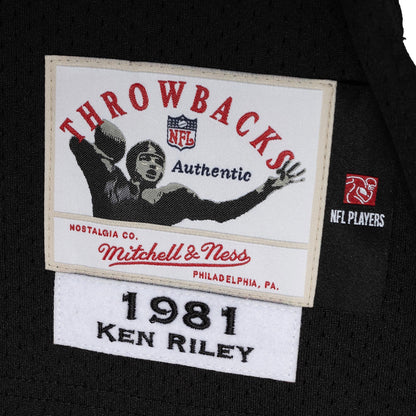 THROWBACKS
NFL
Authentic
NOSTALGIA CO.
Mitchell & Ness
PHILADELPHIA, PA.
NFL PLAYERS
1981
KEN RILEY